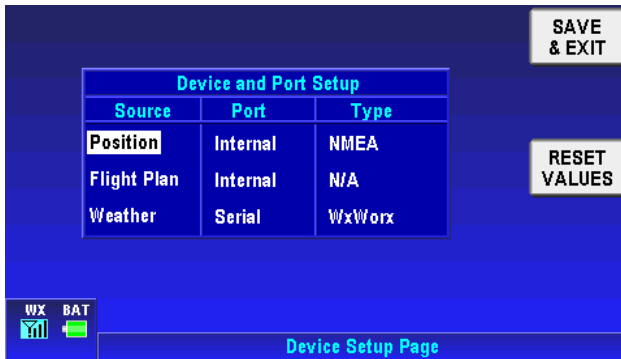 SAVE
& EXIT
Device and Port Setup
Source Port Type
Position Internal NMEA
Flight Plan Internal N/A
Weather Serial WxWorx
RESET
VALUES
WX BAT
Device Setup Page